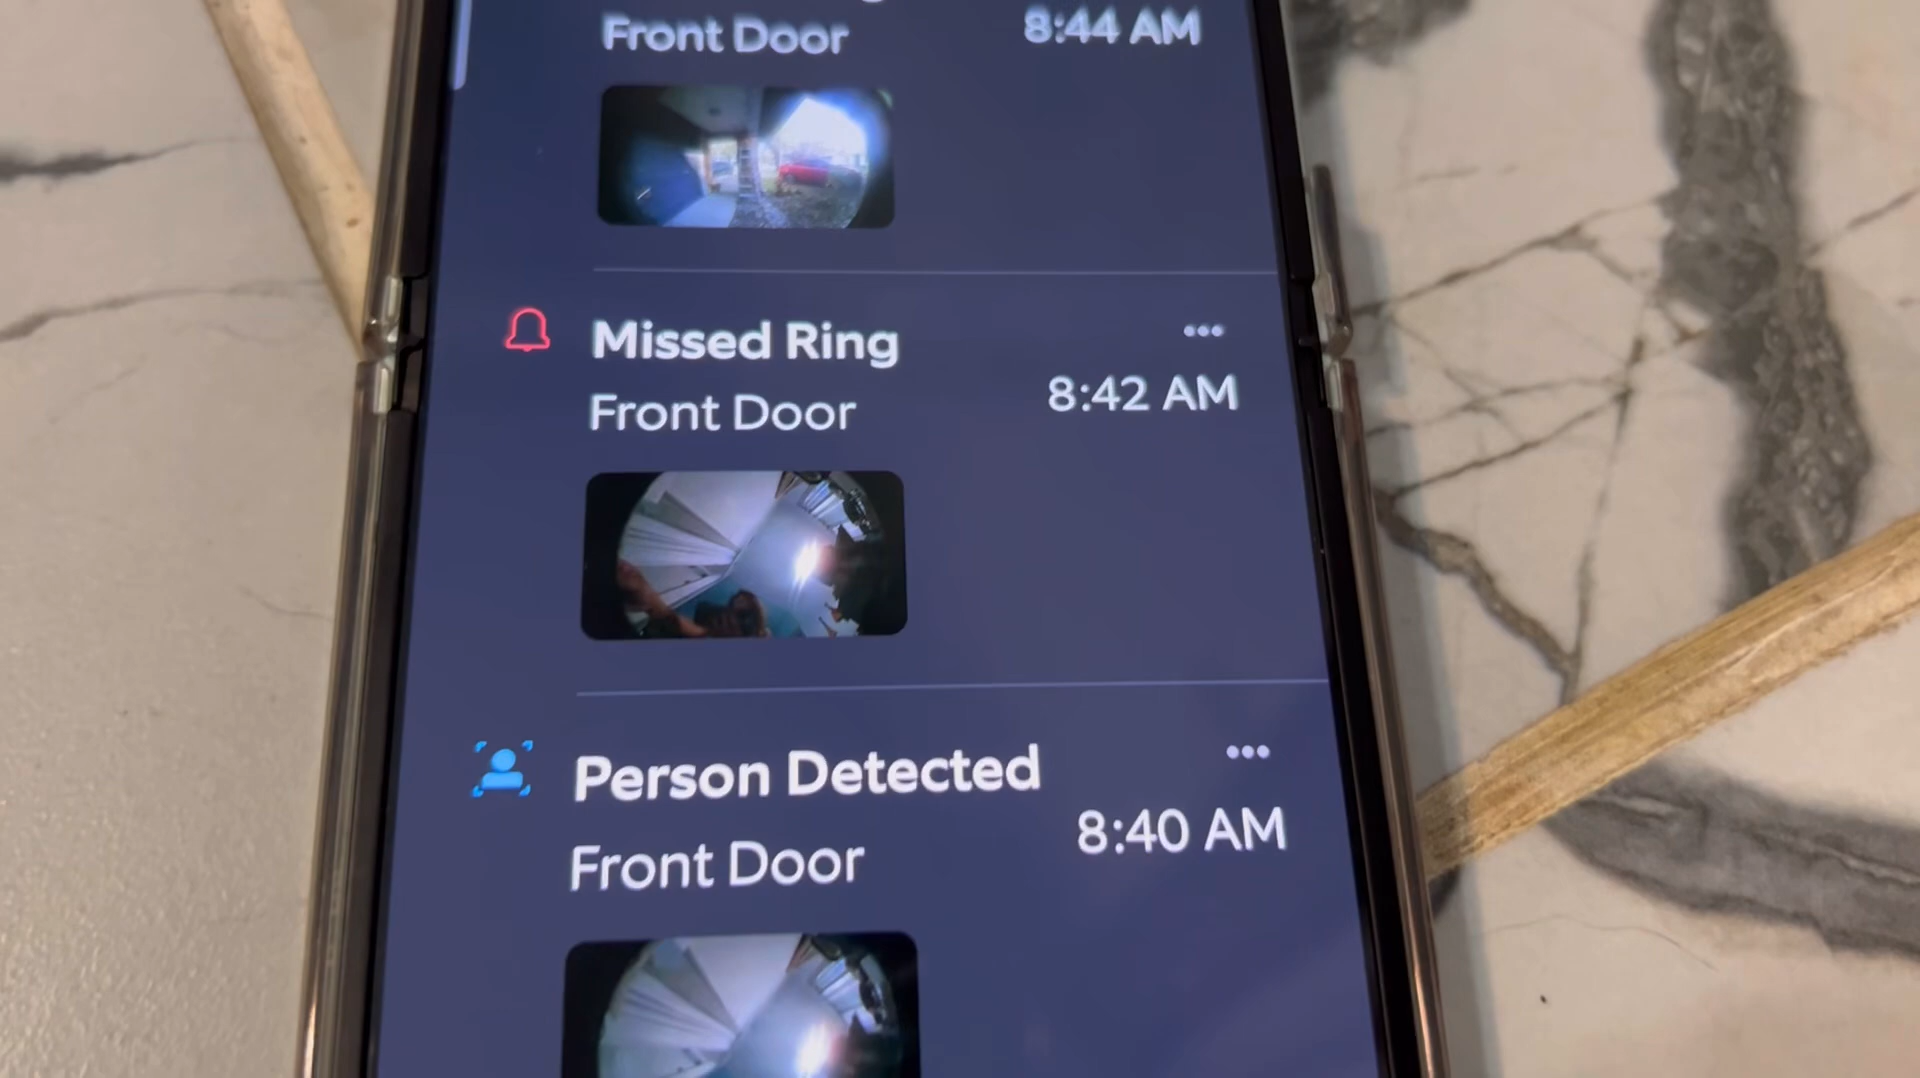 Front Door
8:44 AM
Missed Ring
Front Door
8:42 AM
Person Detected
8:40 AM
Front Door